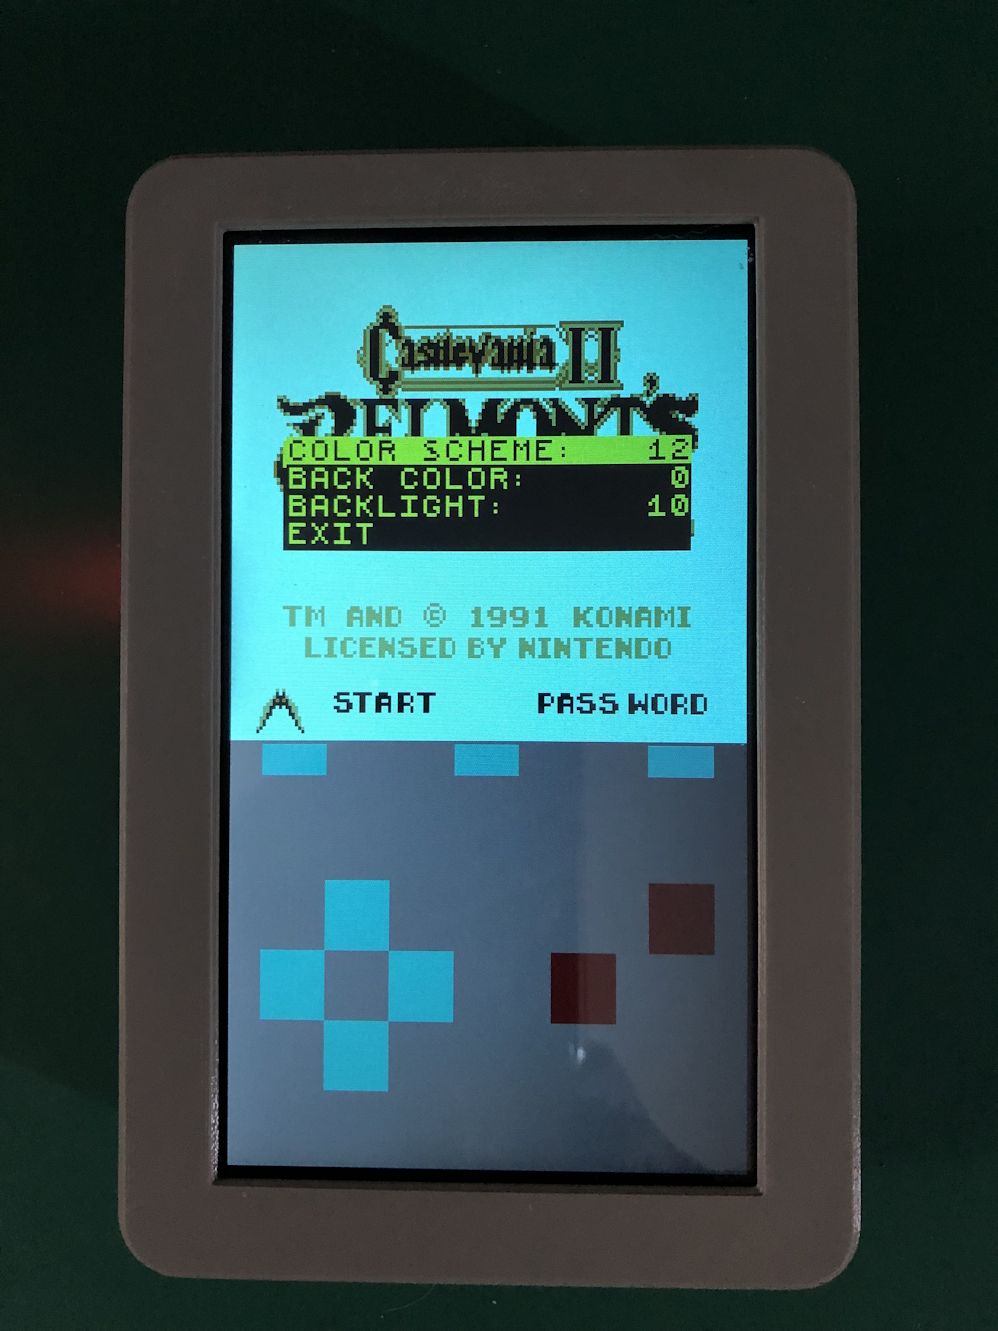 Castlevania II
BELMONT'S
COLOR SCHEME: 12
BACK COLOR: 0
BACKLIGHT: 10
EXIT
TM AND © 1991 KONAMI
LICENSED BY NINTENDO
START PASS WORD